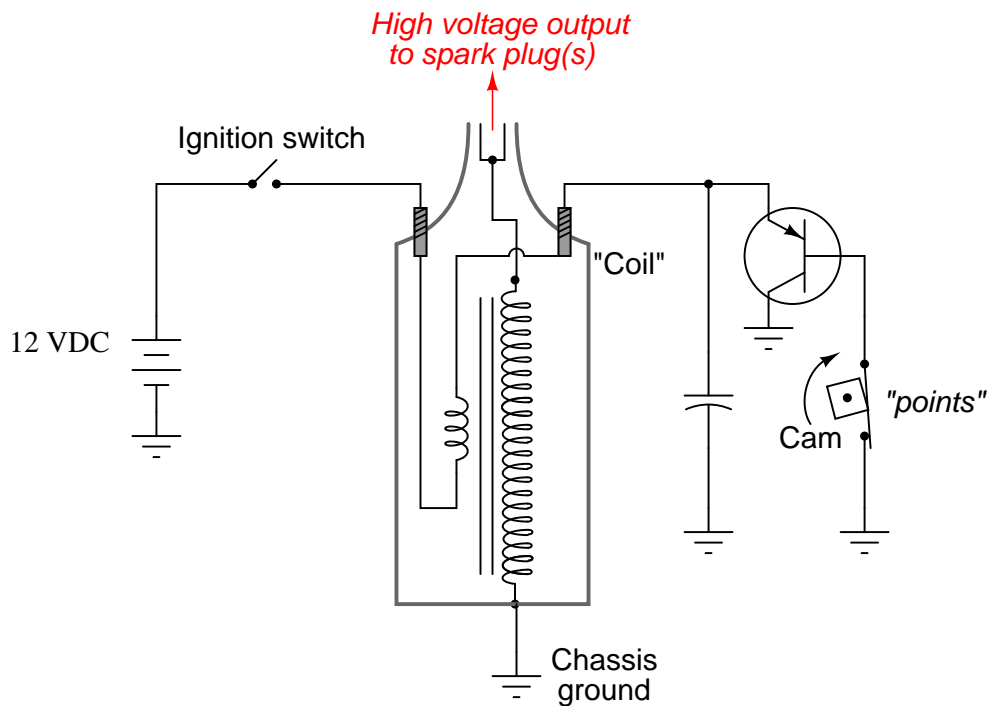 High voltage output
to spark plug(s)
Ignition switch
"Coil"
12 VDC
"points"
Cam
Chassis
ground